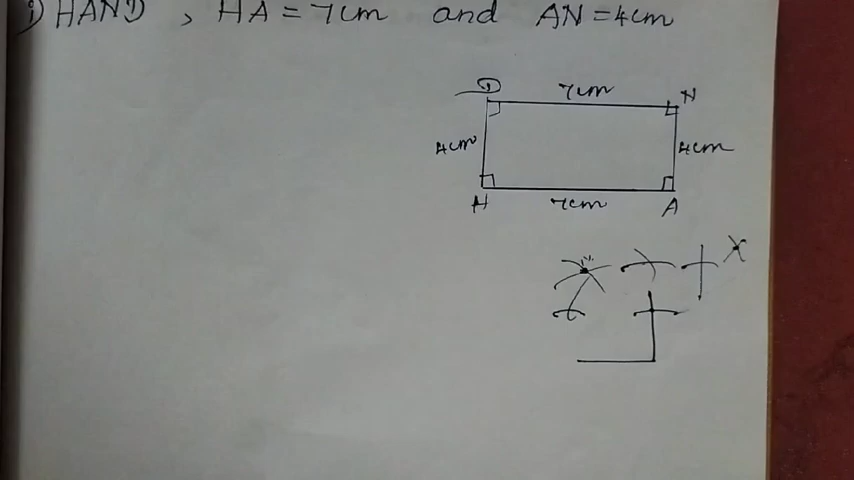 i) HAND, HA = 7cm and AN = 4cm
D 7cm N
4cm 4cm
H 7cm A